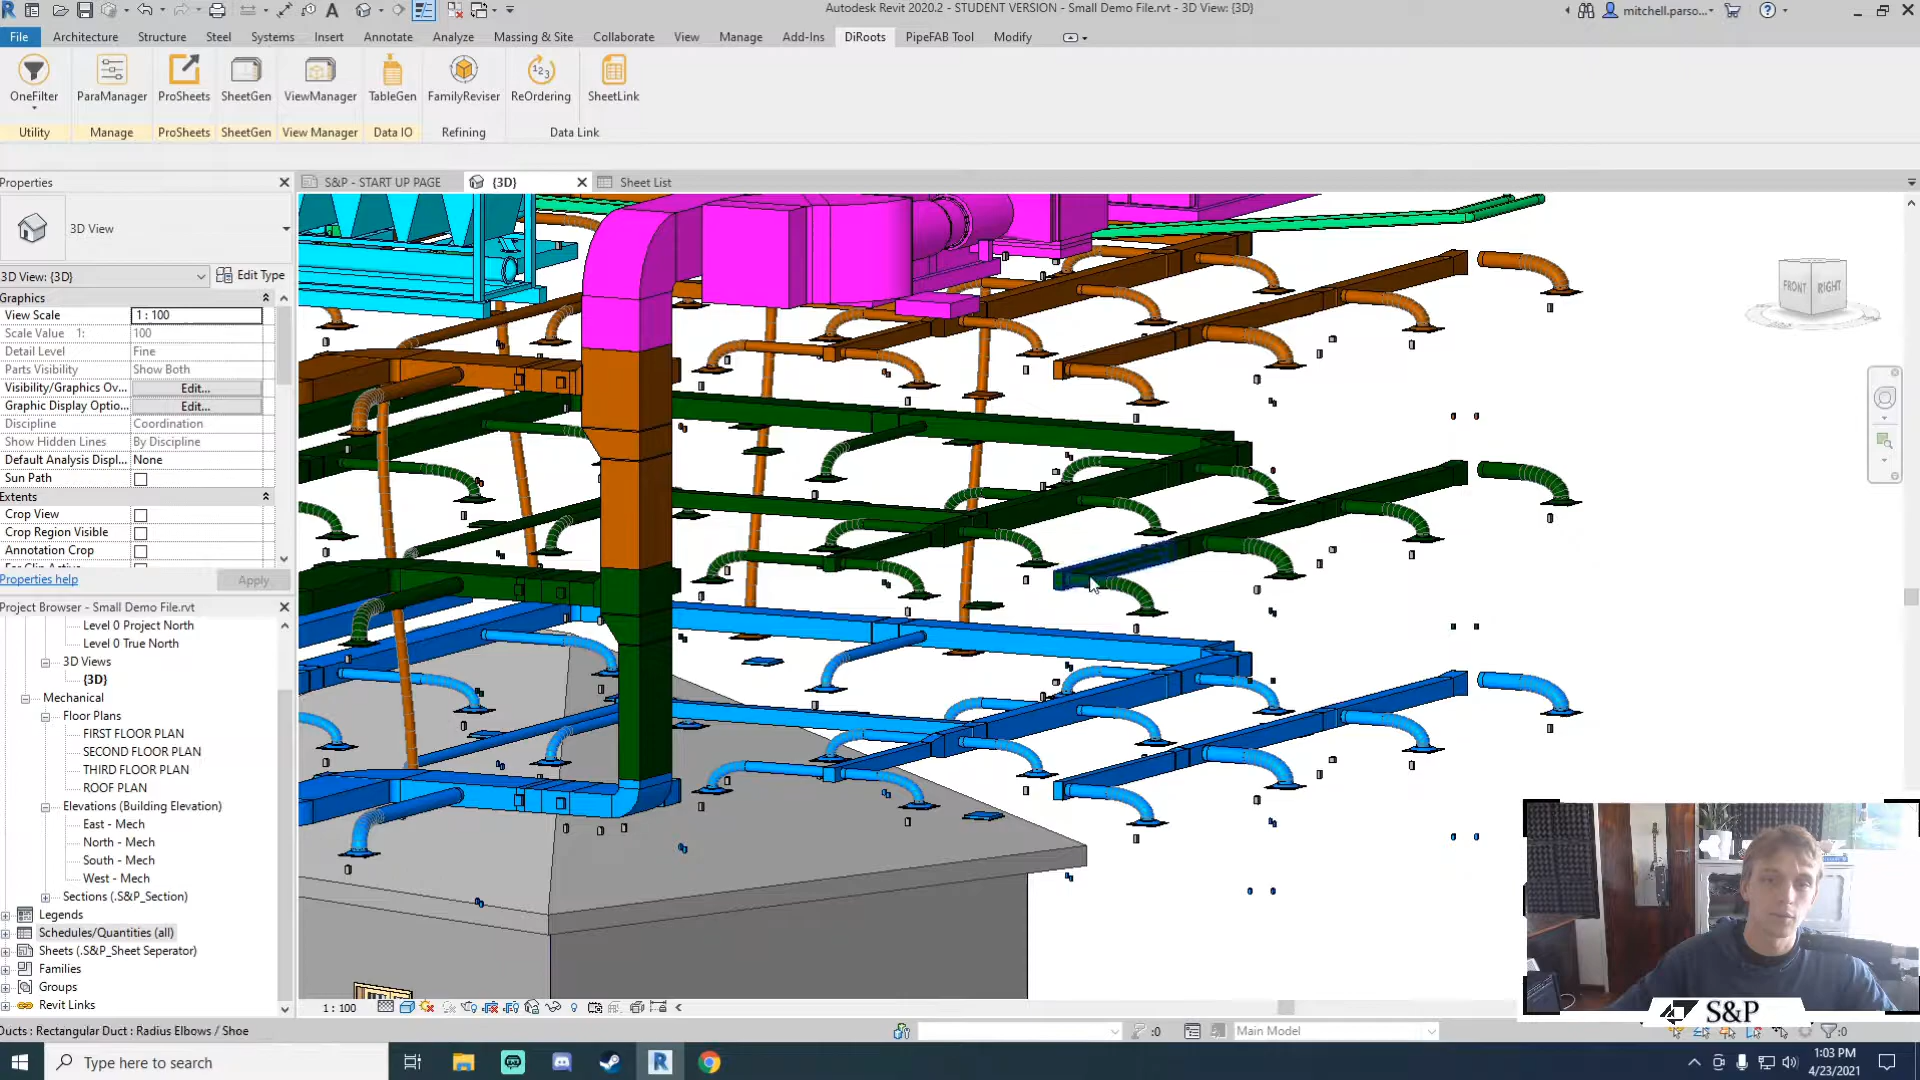 Autodesk Revit 2020.2 - STUDENT VERSION - Small Demo File.rvt - 3D View: {3D}
mitchell.parso...
File Architecture Structure Steel Systems Insert Annotate Analyze Massing & Site Collaborate View Manage Add-Ins DiRoots PipeFAB Tool Modify
OneFilter ParaManager ProSheets SheetGen ViewManager TableGen FamilyReviser ReOrdering SheetLink
Utility Manage ProSheets SheetGen View Manager Data IO Refining Data Link
Properties
S&P - START UP PAGE
{3D}
Sheet List
3D View
3D View: {3D}
Edit Type
Graphics
View Scale 1 : 100
Scale Value 1: 100
Detail Level Fine
Parts Visibility Show Both
Visibility/Graphics Ov... Edit...
Graphic Display Optio... Edit...
Discipline Coordination
Show Hidden Lines By Discipline
Default Analysis Displ... None
Sun Path
Extents
Crop View
Crop Region Visible
Annotation Crop
Properties help
Apply
Project Browser - Small Demo File.rvt
Level 0 Project North
Level 0 True North
3D Views
{3D}
Mechanical
Floor Plans
FIRST FLOOR PLAN
SECOND FLOOR PLAN
THIRD FLOOR PLAN
ROOF PLAN
Elevations (Building Elevation)
East - Mech
North - Mech
South - Mech
West - Mech
Sections (.S&P_Section)
Legends
Schedules/Quantities (all)
Sheets (.S&P_Sheet Seperator)
Families
Groups
Revit Links
FRONT
RIGHT
1 : 100
S&P
Ducts : Rectangular Duct : Radius Elbows / Shoe
:0
Main Model
:0
Type here to search
1:03 PM
4/23/2021